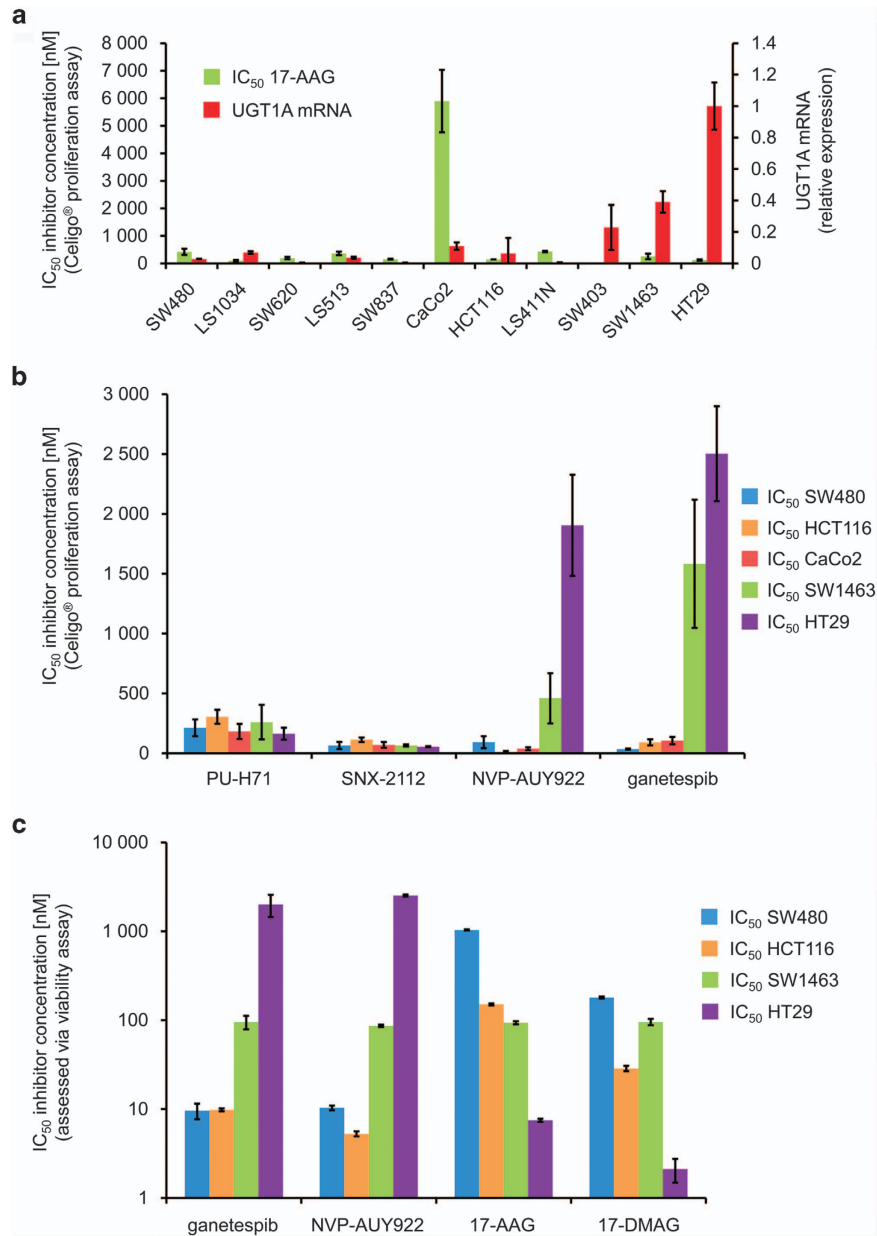 a
IC50 inhibitor concentration [nM]
(Celigo® proliferation assay)
8 000
7 000
6 000
5 000
4 000
3 000
2 000
1 000
0
IC50 17-AAG
UGT1A mRNA
1.4
1.2
1
0.8
0.6
0.4
0.2
0
UGT1A mRNA
(relative expression)
SW480
LS1034
SW620
LS513
SW837
CaCo2
HCT116
LS411N
SW403
SW1463
HT29
b
IC50 inhibitor concentration [nM]
(Celigo® proliferation assay)
3 000
2 500
2 000
1 500
1 000
500
0
PU-H71
SNX-2112
NVP-AUY922
ganetespib
IC50 SW480
IC50 HCT116
IC50 CaCo2
IC50 SW1463
IC50 HT29
c
IC50 inhibitor concentration [nM]
(assessed via viability assay)
10 000
1 000
100
10
1
ganetespib
NVP-AUY922
17-AAG
17-DMAG
IC50 SW480
IC50 HCT116
IC50 SW1463
IC50 HT29